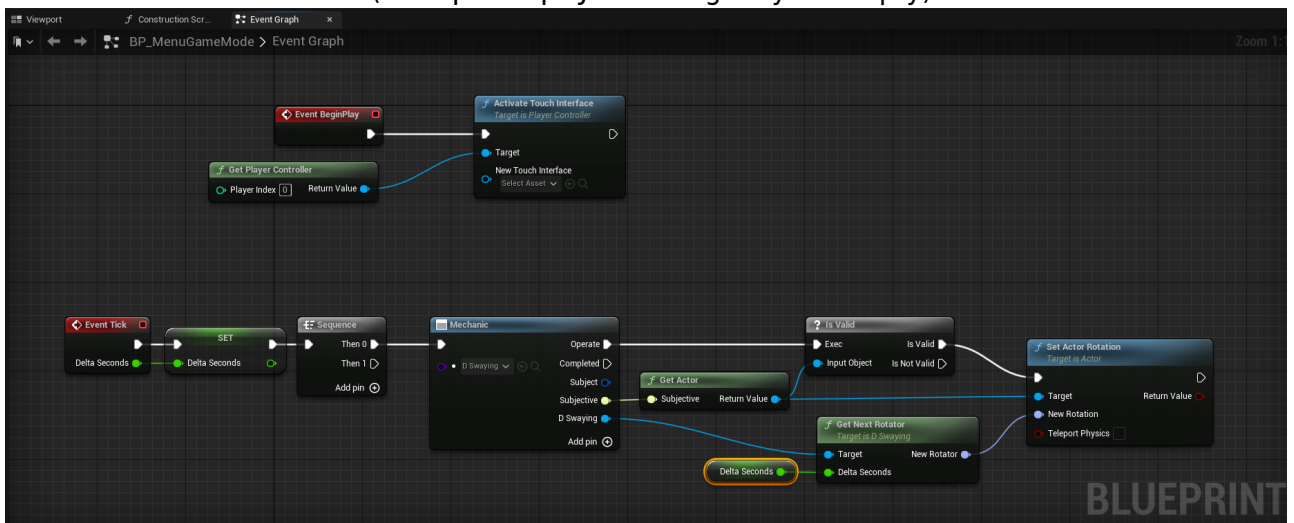 Viewport
Construction Scr...
Event Graph
BP_MenuGameMode > Event Graph
Event BeginPlay
Activate Touch Interface
Target is Player Controller
Target
New Touch Interface
Select Asset
Get Player Controller
Player Index 0 Return Value
Event Tick
Delta Seconds
SET
Delta Seconds
Sequence
Then 0
Then 1
Add pin
Mechanic
Operate
D Swaying Completed
Subject
Subjective
D Swaying
Add pin
Get Actor
Subjective Return Value
Is Valid
Exec Is Valid
Input Object Is Not Valid
Delta Seconds
Get Next Rotator
Target is D Swaying
Target New Rotator
Delta Seconds
Set Actor Rotation
Target is Actor
Target Return Value
New Rotation
Teleport Physics
BLUEPRINT